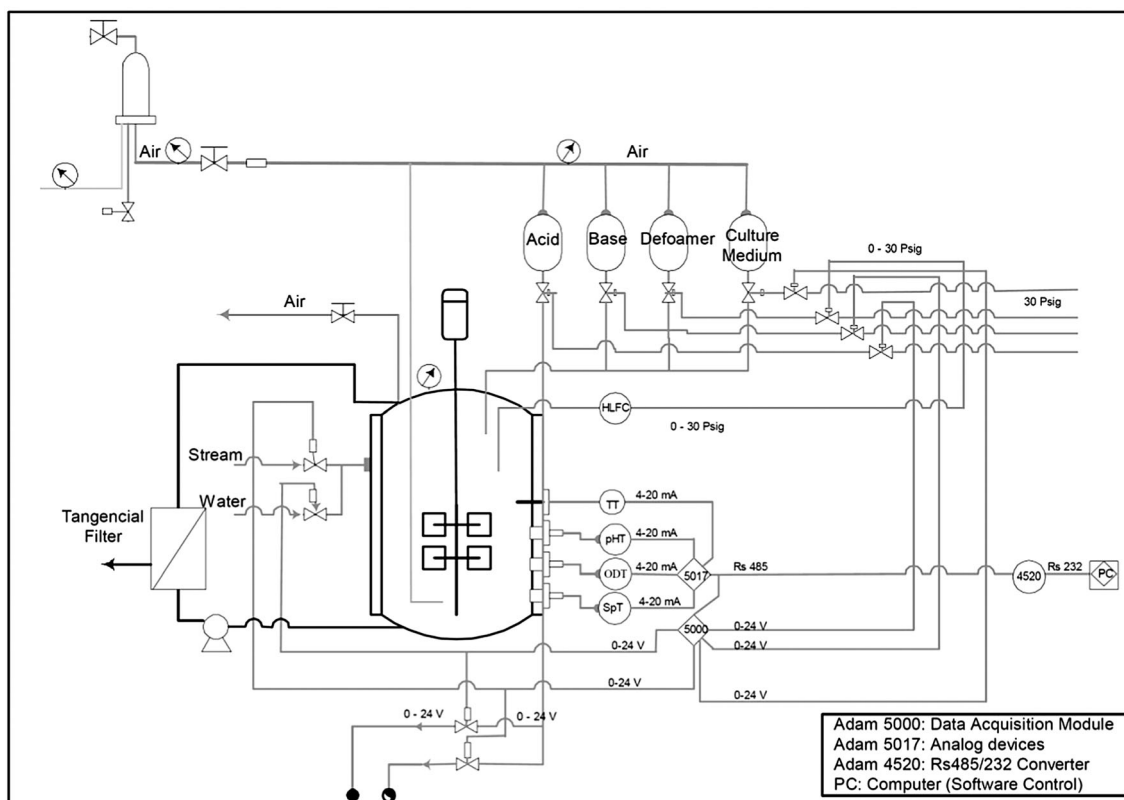 Air
Air
Acid
Base
Defoamer
Culture
Medium
0 - 30 Psig
30 Psig
Air
HLFC
0 - 30 Psig
Stream
Water
Tangencial
Filter
TT
4-20 mA
pHT
4-20 mA
ODT
4-20 mA
5017
Rs 485
4520
Rs 232
PC
SpT
4-20 mA
5000
0-24 V
0-24 V
0-24 V
0-24 V
0-24 V
0 - 24 V
0 - 24 V
Adam 5000: Data Acquisition Module
Adam 5017: Analog devices
Adam 4520: Rs485/232 Converter
PC: Computer (Software Control)